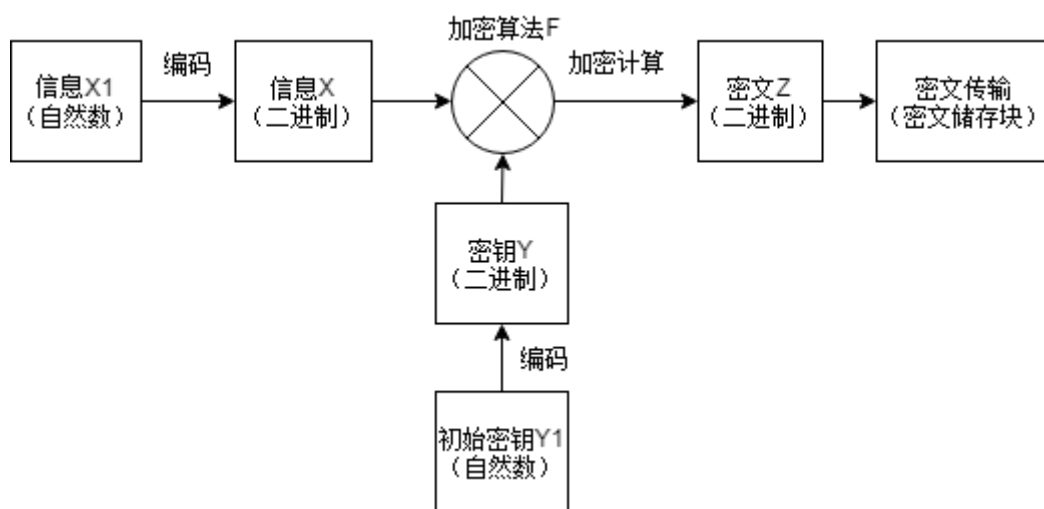 加密算法F
信息X1
（自然数）
编码
信息X
（二进制）
加密计算
密文Z
（二进制）
密文传输
（密文储存块）
密钥Y
（二进制）
编码
初始密钥Y1
（自然数）